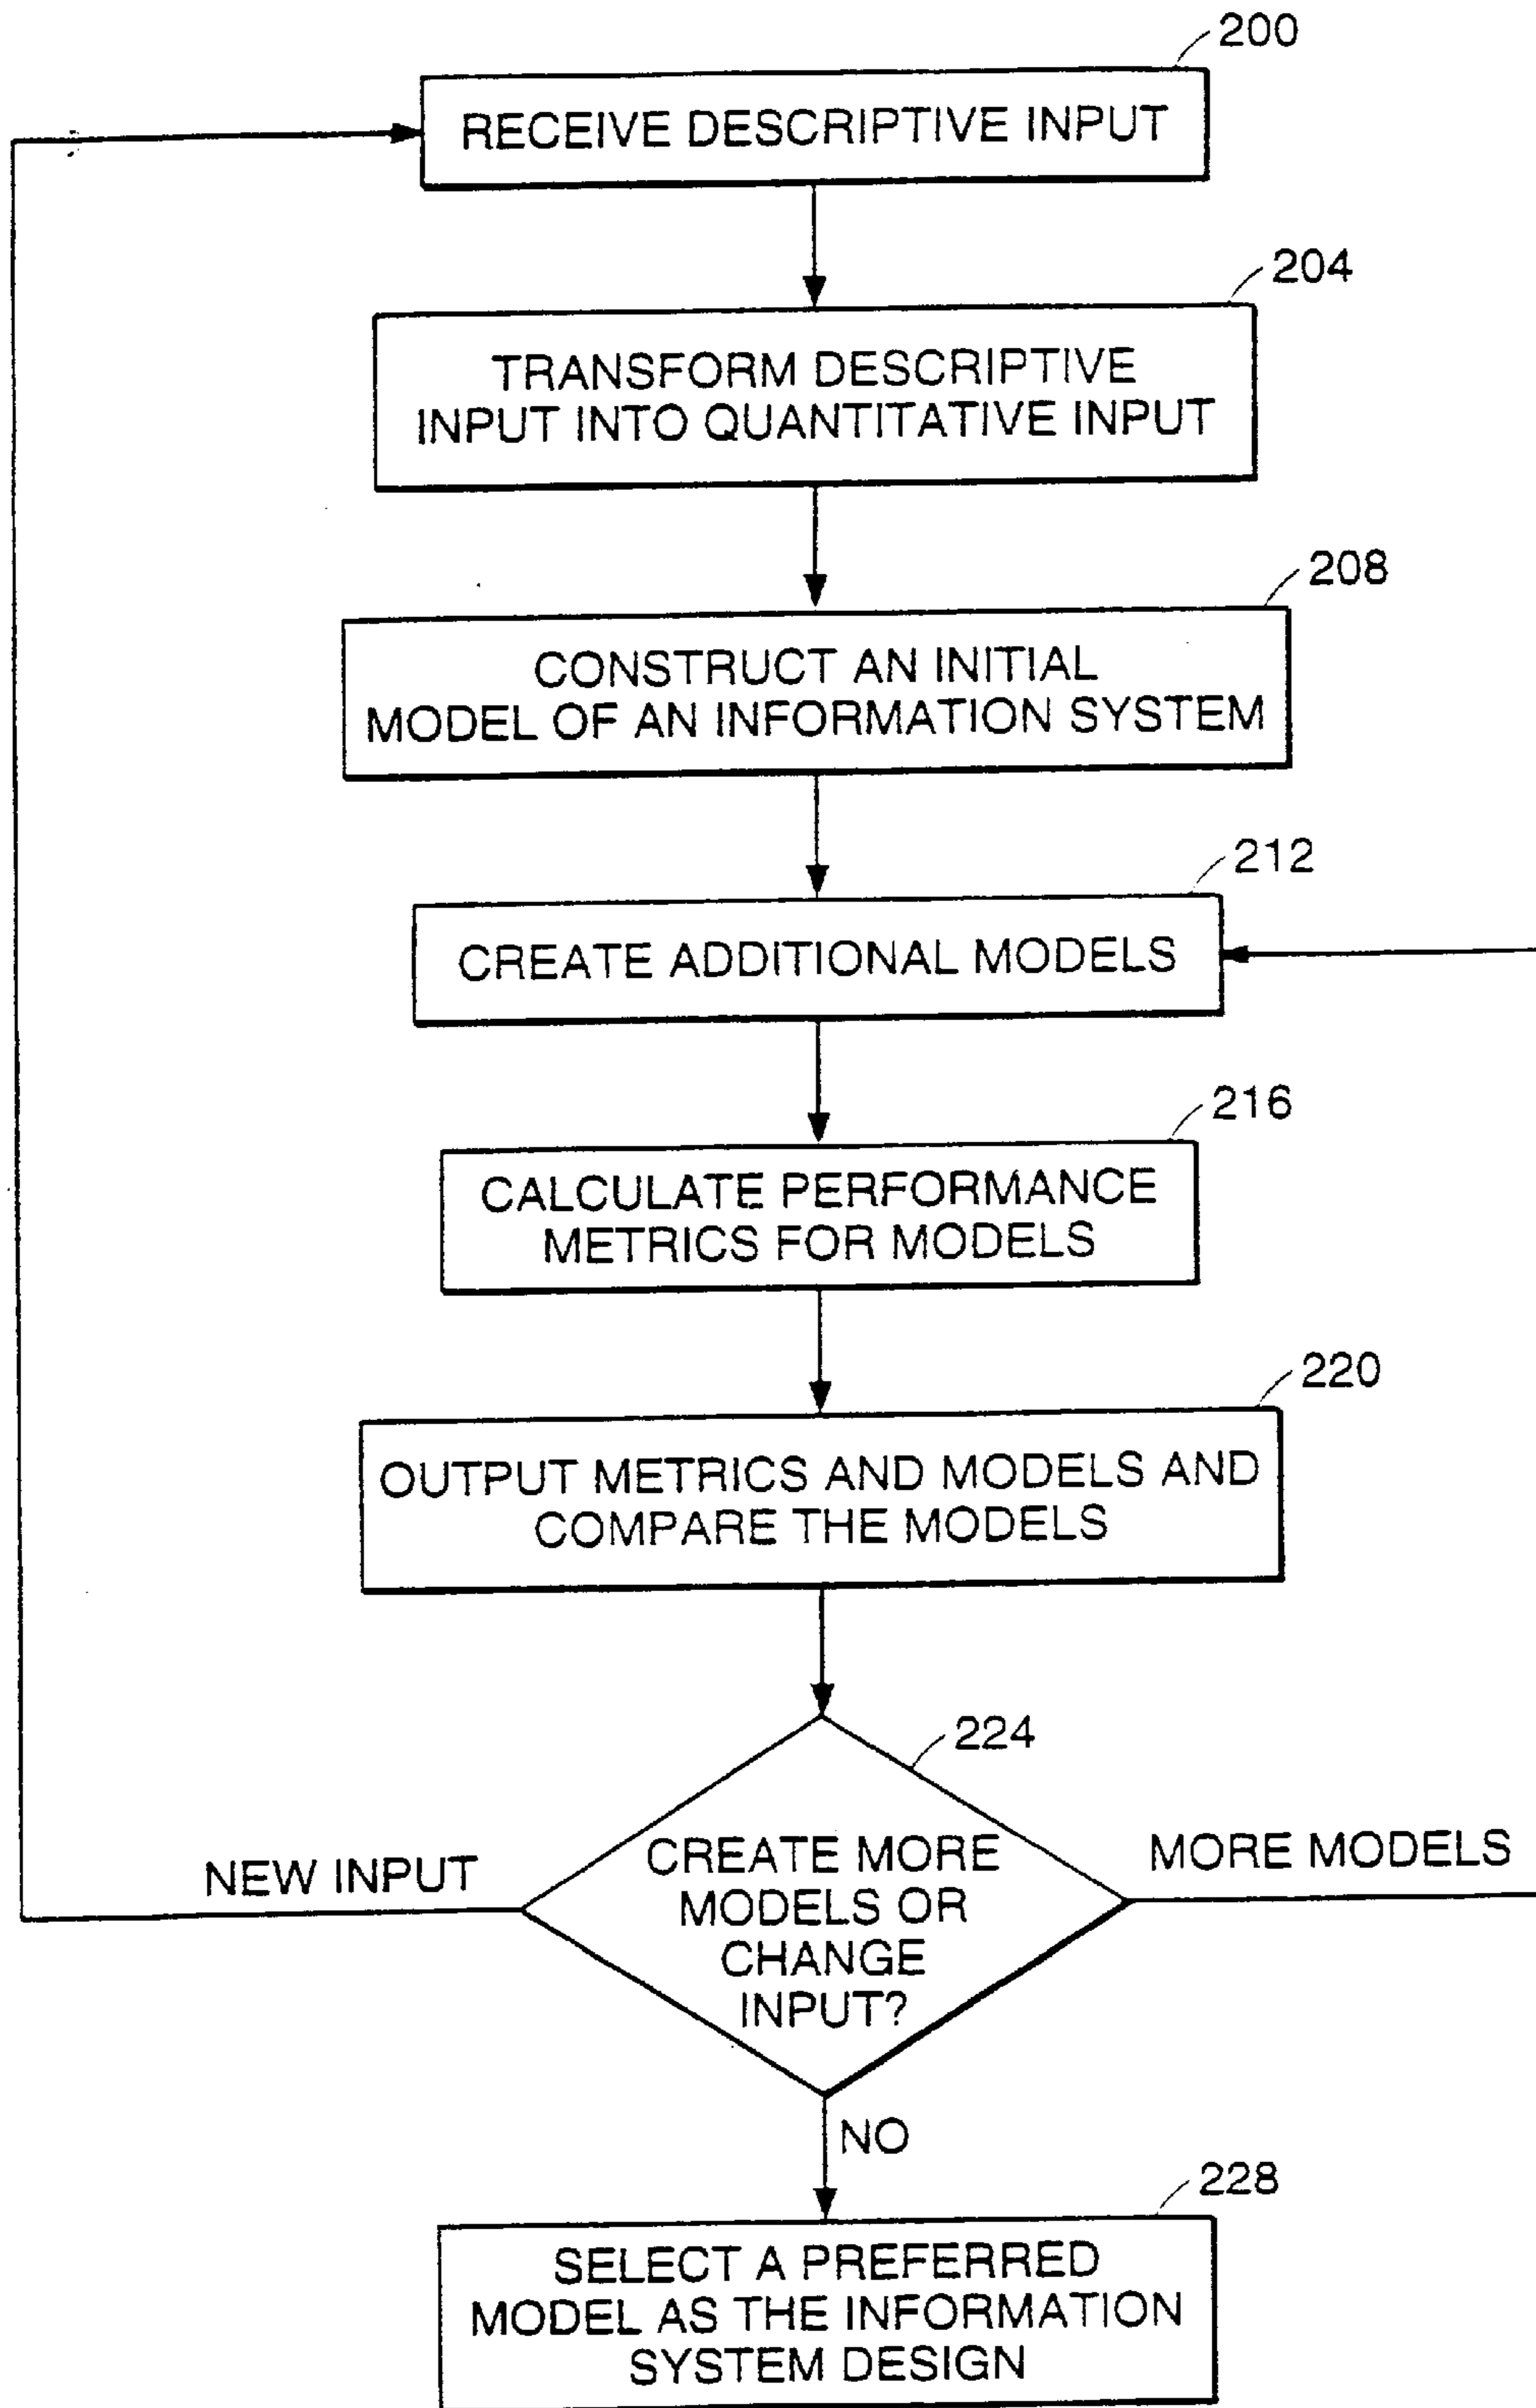 200
RECEIVE DESCRIPTIVE INPUT
204
TRANSFORM DESCRIPTIVE
INPUT INTO QUANTITATIVE INPUT
208
CONSTRUCT AN INITIAL
MODEL OF AN INFORMATION SYSTEM
212
CREATE ADDITIONAL MODELS
216
CALCULATE PERFORMANCE
METRICS FOR MODELS
220
OUTPUT METRICS AND MODELS AND
COMPARE THE MODELS
224
CREATE MORE
MODELS OR
CHANGE
INPUT?
NEW INPUT
MORE MODELS
NO
228
SELECT A PREFERRED
MODEL AS THE INFORMATION
SYSTEM DESIGN